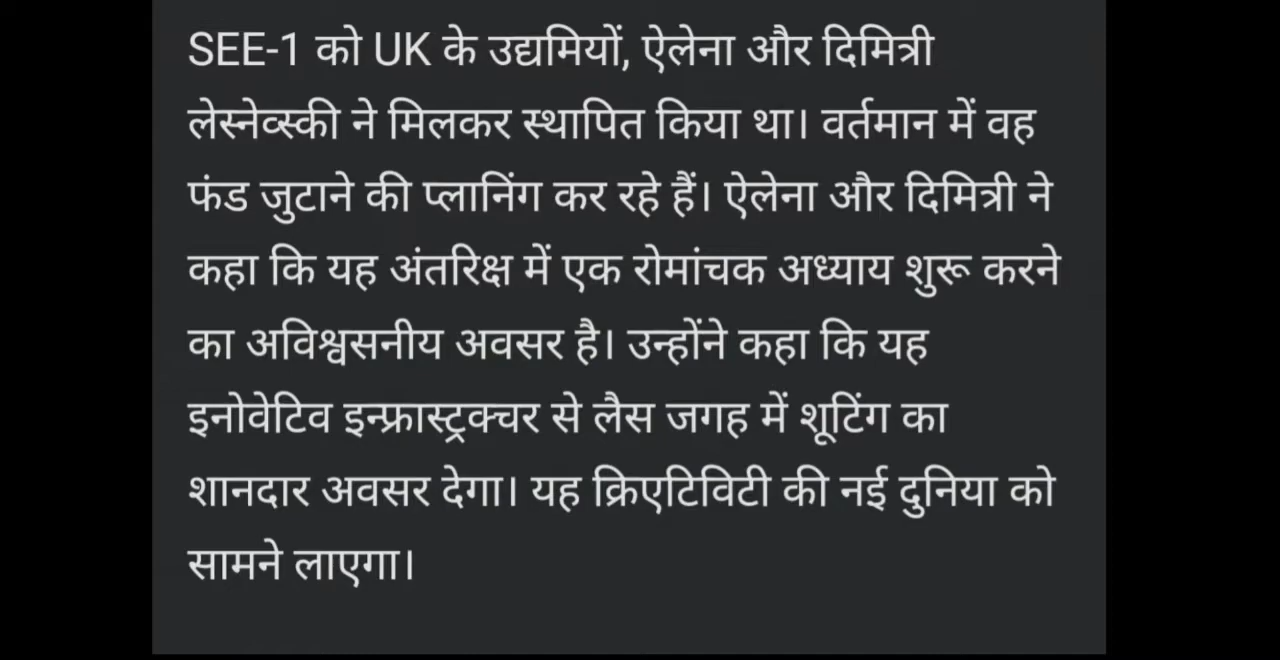 SEE-1 को UK के उद्यमियों, ऐलेना और दिमित्री
लेस्नेव्स्की ने मिलकर स्थापित किया था। वर्तमान में वह
फंड जुटाने की प्लानिंग कर रहे हैं। ऐलेना और दिमित्री ने
कहा कि यह अंतरिक्ष में एक रोमांचक अध्याय शुरू करने
का अविश्वसनीय अवसर है। उन्होंने कहा कि यह
इनोवेटिव इन्फ्रास्ट्रक्चर से लैस जगह में शूटिंग का
शानदार अवसर देगा। यह क्रिएटिविटी की नई दुनिया को
सामने लाएगा।